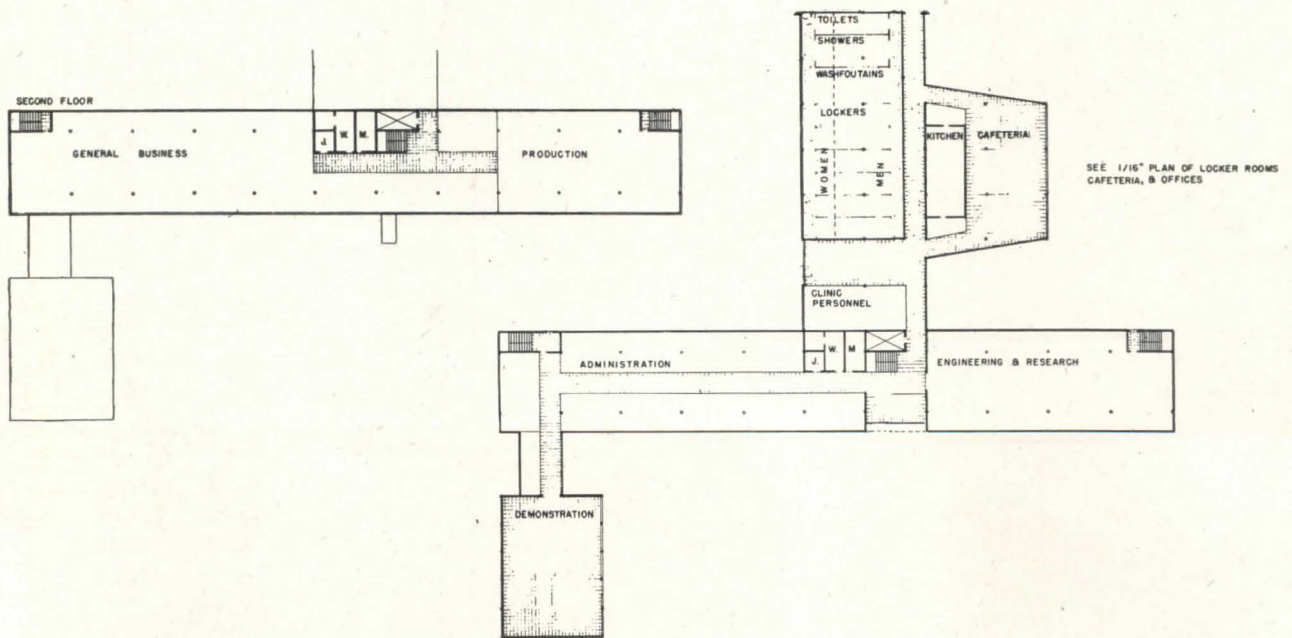 SECOND FLOOR
GENERAL BUSINESS
J. W. M.
PRODUCTION
TOILETS
SHOWERS
WASHFOUTAINS
LOCKERS
WOMEN
MEN
KITCHEN
CAFETERIA
SEE 1/16" PLAN OF LOCKER ROOMS
CAFETERIA, & OFFICES
CLINIC
PERSONNEL
ADMINISTRATION
J. W. M
ENGINEERING & RESEARCH
DEMONSTRATION